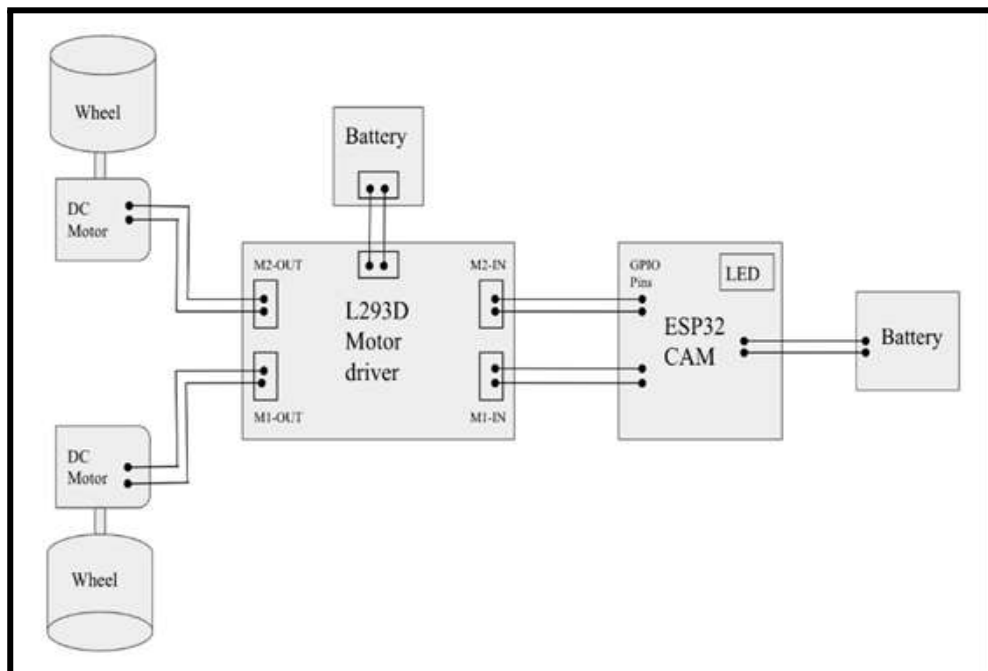 Wheel
Battery
DC
Motor
M2-OUT
M2-IN
GPIO
Pins
LED
L293D
Motor
driver
ESP32
CAM
Battery
M1-OUT
M1-IN
DC
Motor
Wheel